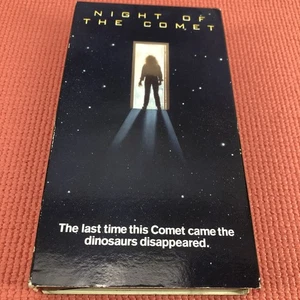 NIGHT OF
THE COMET
The last time this Comet came the
dinosaurs disappeared.